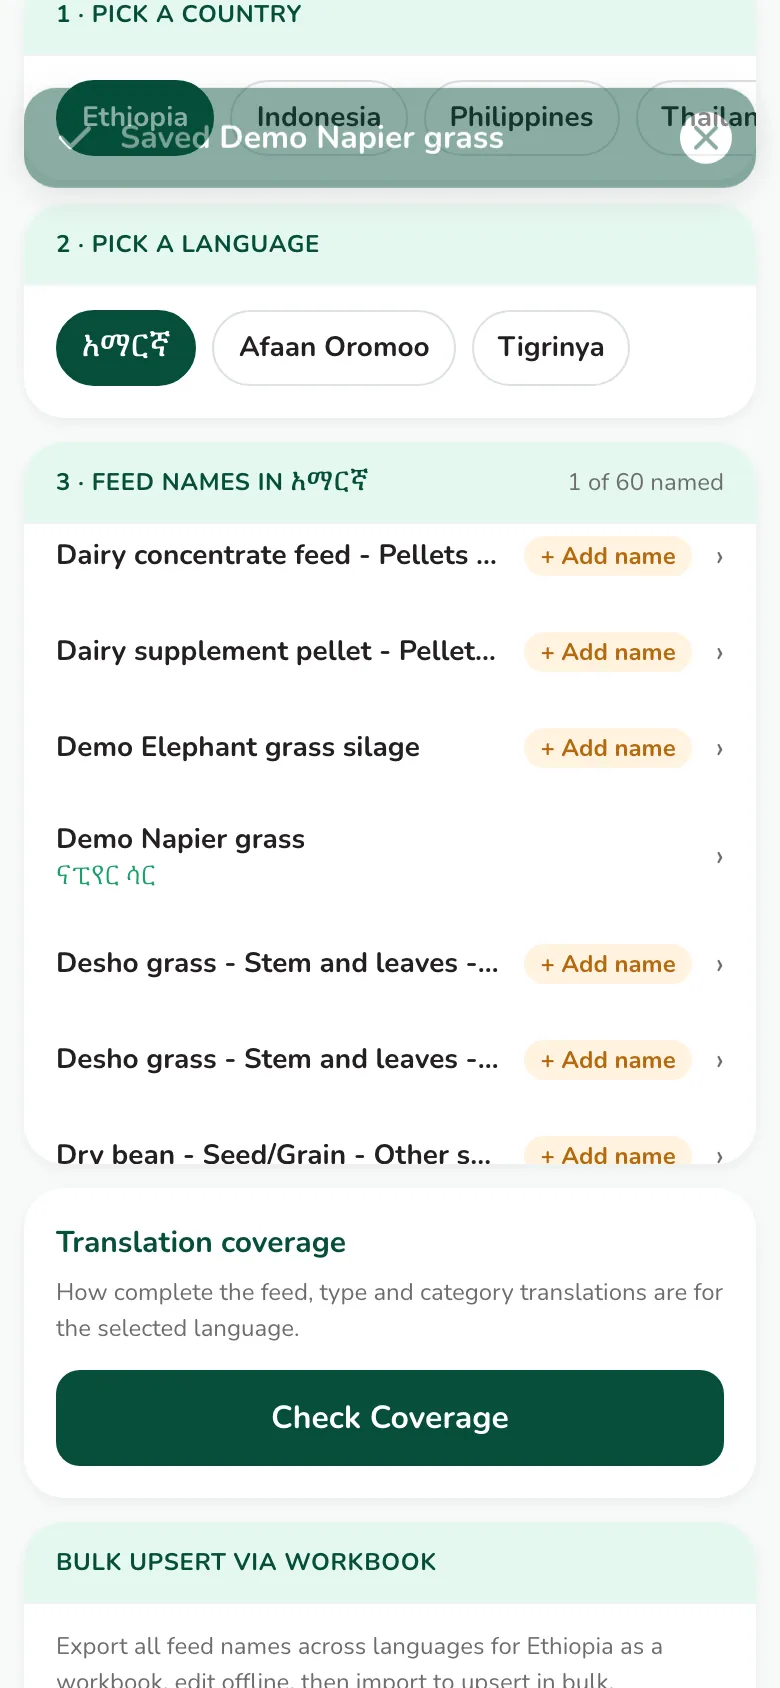 1 · PICK A COUNTRY
Ethiopia
Indonesia
Philippines
Thailan
Saved Demo Napier grass
2 · PICK A LANGUAGE
አማርኛ
Afaan Oromoo
Tigrinya
3 · FEED NAMES IN አማርኛ
1 of 60 named
Dairy concentrate feed - Pellets ...
+ Add name
Dairy supplement pellet - Pellet...
+ Add name
Demo Elephant grass silage
+ Add name
Demo Napier grass
ናፒየር ሳር
Desho grass - Stem and leaves -...
+ Add name
Desho grass - Stem and leaves -...
+ Add name
Dry bean - Seed/Grain - Other s...
+ Add name
Translation coverage
How complete the feed, type and category translations are for
the selected language.
Check Coverage
BULK UPSERT VIA WORKBOOK
Export all feed names across languages for Ethiopia as a
workbook, edit offline, then import to upsert in bulk.